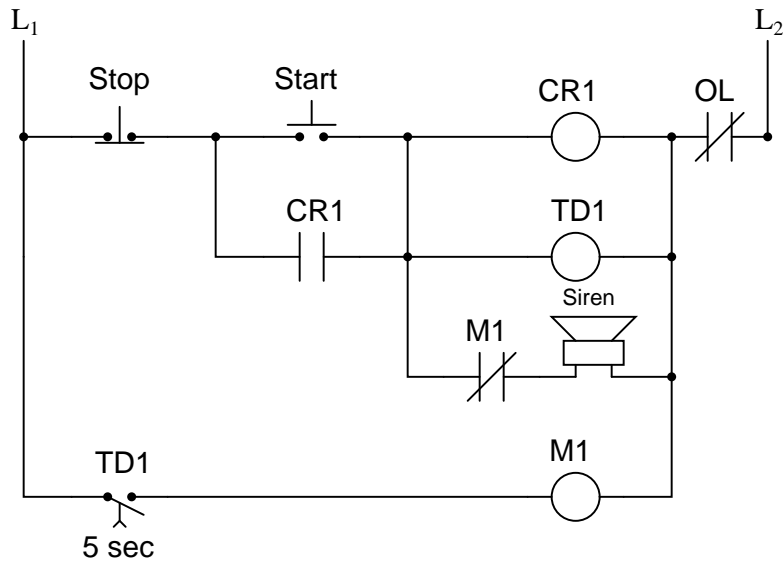 L₁
L₂
Stop
Start
CR1
OL
CR1
TD1
Siren
M1
TD1
M1
5 sec